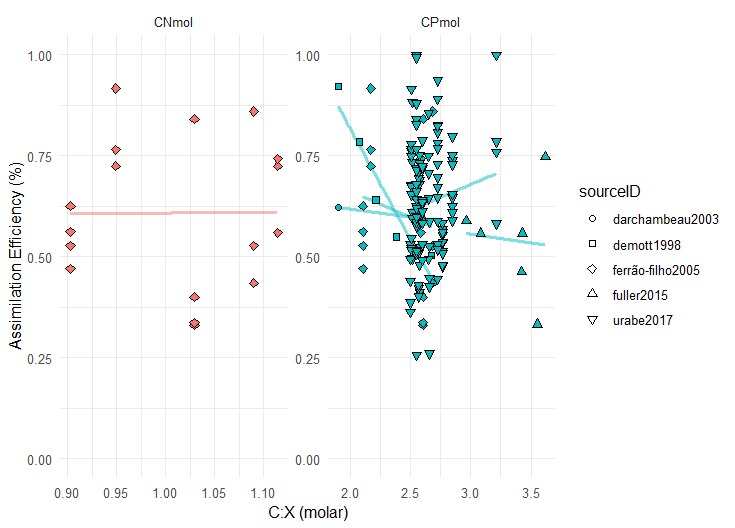 CNmol
CPmol
1.00
0.75
0.50
0.25
0.00
1.00
0.75
0.50
0.25
0.00
0.90
0.95
1.00
1.05
1.10
2.0
2.5
3.0
3.5
Assimilation Efficiency (%)
C:X (molar)
sourceID
darchambeau2003
demott1998
ferrão-filho2005
fuller2015
urabe2017